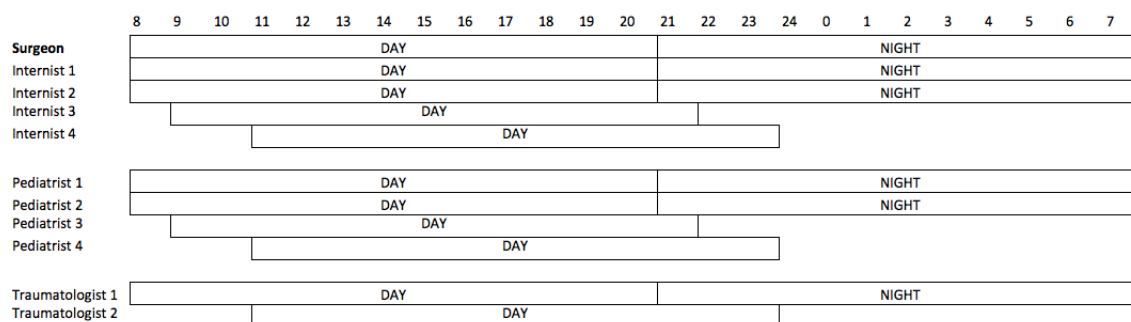 8 9 10 11 12 13 14 15 16 17 18 19 20 21 22 23 24 0 1 2 3 4 5 6 7
Surgeon DAY NIGHT
Internist 1 DAY NIGHT
Internist 2 DAY NIGHT
Internist 3 DAY
Internist 4 DAY
Pediatrist 1 DAY NIGHT
Pediatrist 2 DAY NIGHT
Pediatrist 3 DAY
Pediatrist 4 DAY
Traumatologist 1 DAY NIGHT
Traumatologist 2 DAY